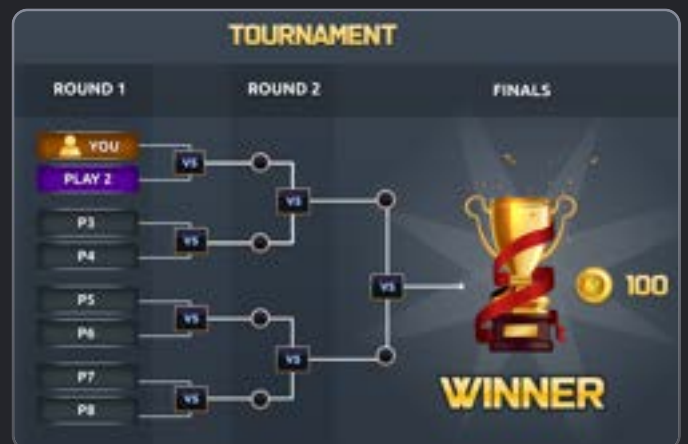 TOURNAMENT
ROUND 1
ROUND 2
FINALS
YOU
VS
PLAY 2
P3
VS
P4
VS
VS
P5
VS
P6
VS
P7
VS
P8
100
WINNER